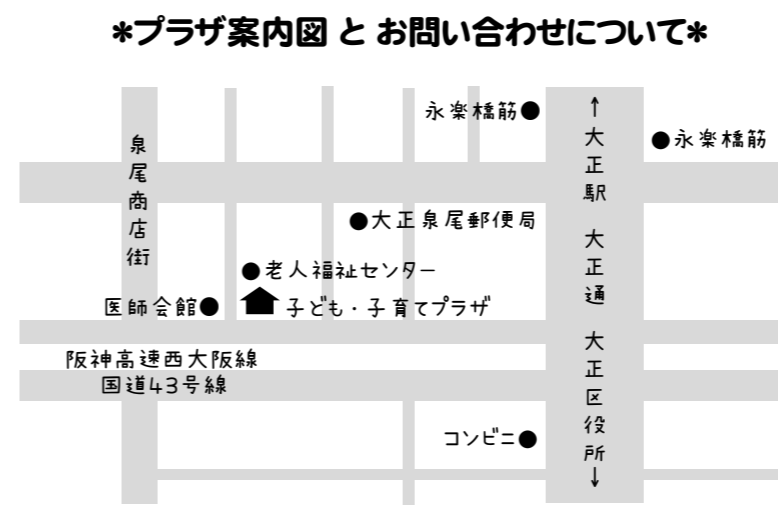 *プラザ案内図 と お問い合わせについて*
永楽橋筋●
↑大正駅 大正通 大正区役所↓
●永楽橋筋
泉尾商店街
●大正泉尾郵便局
●老人福祉センター
医師会館●
子ども・子育てプラザ
阪神高速西大阪線
国道43号線
コンビニ●